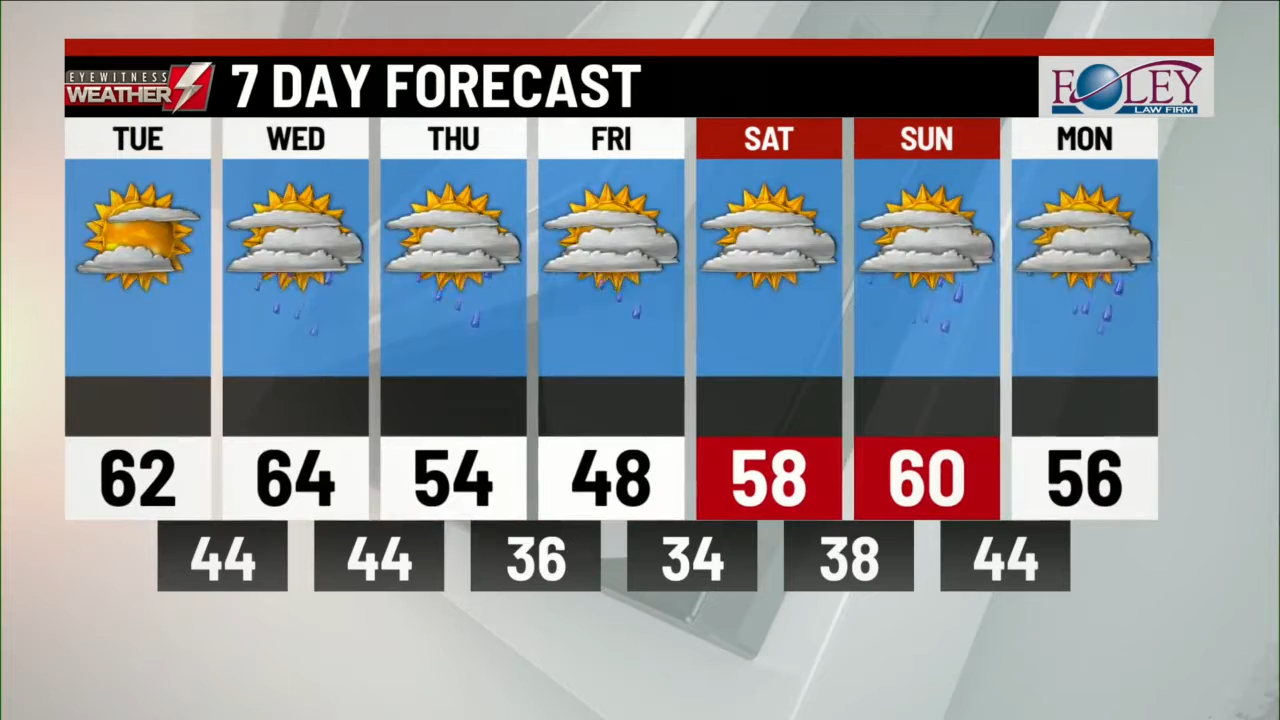 EYEWITNESS
WEATHER
7 DAY FORECAST
FOLEY
LAW FIRM
TUE WED THU FRI SAT SUN MON
62 64 54 48 58 60 56
44 44 36 34 38 44